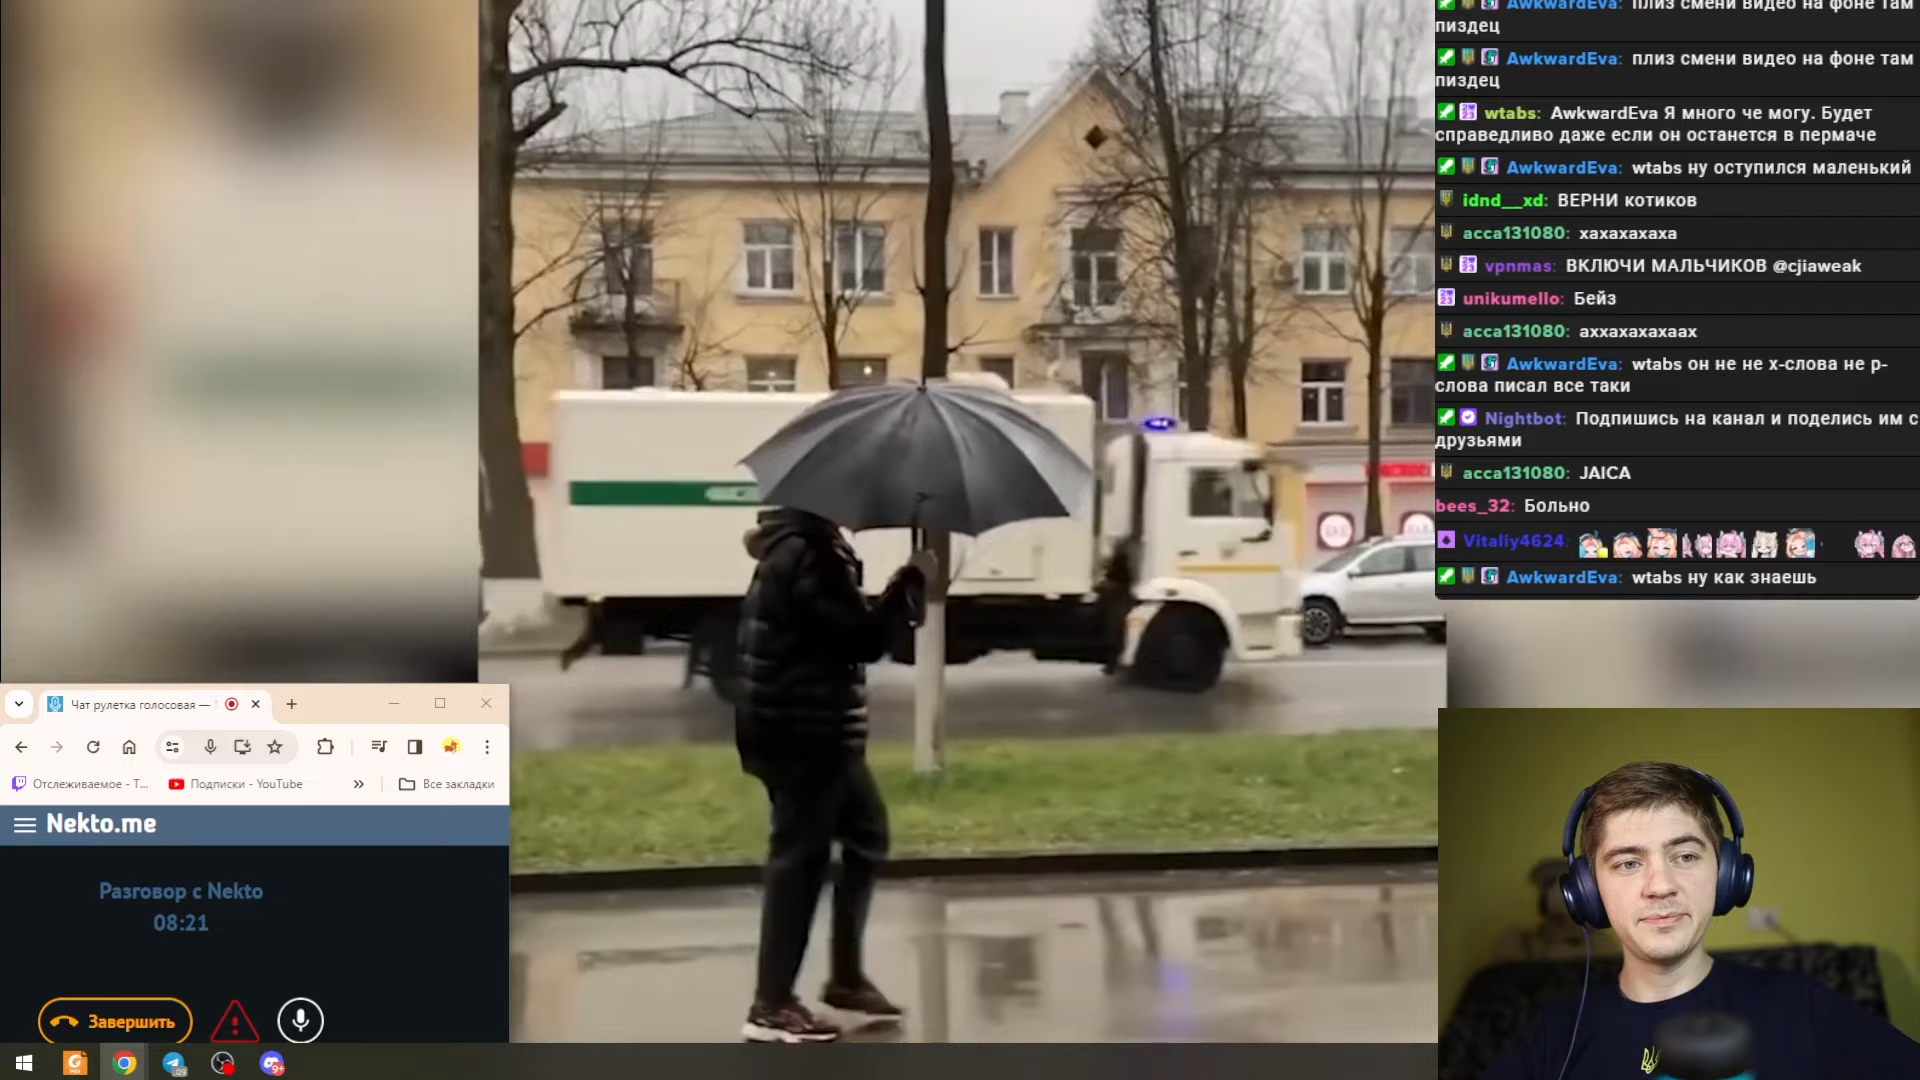 AwkwardEva: плиз смени видео на фоне там
пиздец
AwkwardEva: плиз смени видео на фоне там
пиздец
wtabs: AwkwardEva Я много че могу. Будет
справедливо даже если он останется в пермаче
AwkwardEva: wtabs ну оступился маленький
idnd__xd: ВЕРНИ котиков
acca131080: хахахахаха
vpnmas: ВКЛЮЧИ МАЛЬЧИКОВ @cjiaweak
unikumello: Бейз
acca131080: аххахахахаах
AwkwardEva: wtabs он не не х-слова не р-
слова писал все таки
Nightbot: Подпишись на канал и поделись им с
друзьями
acca131080: JAICA
bees_32: Больно
Vitaliy4624:
AwkwardEva: wtabs ну как знаешь
Чат рулетка голосовая —
Отслеживаемое - T...
Подписки - YouTube
»
Все закладки
Nekto.me
Разговор с Nekto
08:21
Завершить